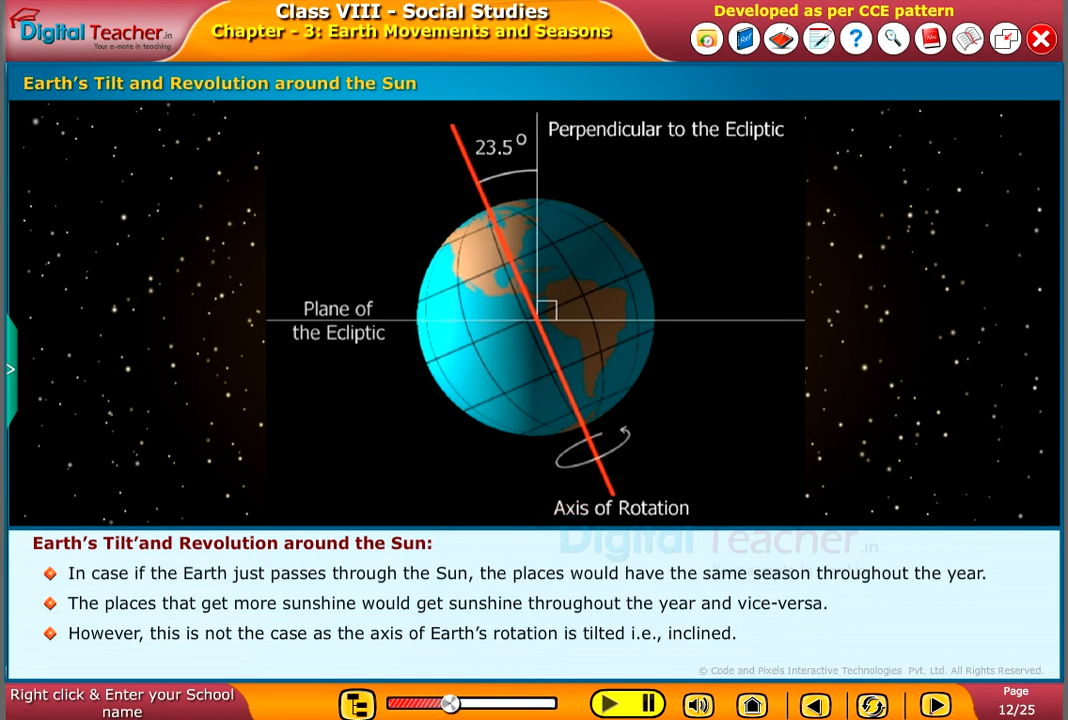 Digital Teacher.in
Your e-mate in teaching
Class VIII - Social Studies
Chapter - 3: Earth Movements and Seasons
Developed as per CCE pattern
Ref
?
Abc
Earth's Tilt and Revolution around the Sun
23.5°
Perpendicular to the Ecliptic
Plane of
the Ecliptic
>
Axis of Rotation
Digital Teacher.in
Earth's Tilt'and Revolution around the Sun:
In case if the Earth just passes through the Sun, the places would have the same season throughout the year.
The places that get more sunshine would get sunshine throughout the year and vice-versa.
However, this is not the case as the axis of Earth's rotation is tilted i.e., inclined.
© Code and Pixels Interactive Technologies Pvt. Ltd. All Rights Reserved.
Right click & Enter your School
name
Page
12/25